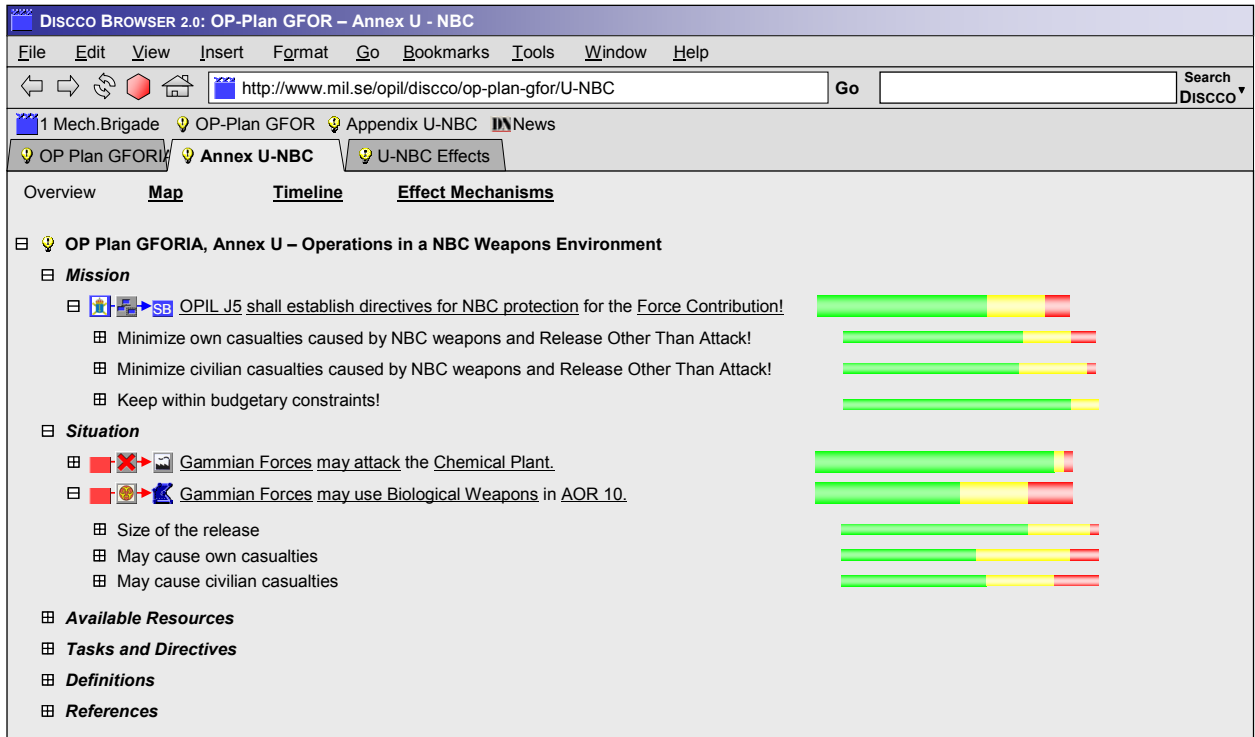 DISCCO BROWSER 2.0: OP-Plan GFOR – Annex U - NBC
File Edit View Insert Format Go Bookmarks Tools Window Help
http://www.mil.se/opil/discco/op-plan-gfor/U-NBC Go Search DISCCO
1 Mech.Brigade OP-Plan GFOR Appendix U-NBC DN News
OP Plan GFORIA Annex U-NBC U-NBC Effects
Overview Map Timeline Effect Mechanisms
OP Plan GFORIA, Annex U – Operations in a NBC Weapons Environment
Mission
SB OPIL J5 shall establish directives for NBC protection for the Force Contribution!
Minimize own casualties caused by NBC weapons and Release Other Than Attack!
Minimize civilian casualties caused by NBC weapons and Release Other Than Attack!
Keep within budgetary constraints!
Situation
Gammian Forces may attack the Chemical Plant.
Gammian Forces may use Biological Weapons in AOR 10.
Size of the release
May cause own casualties
May cause civilian casualties
Available Resources
Tasks and Directives
Definitions
References